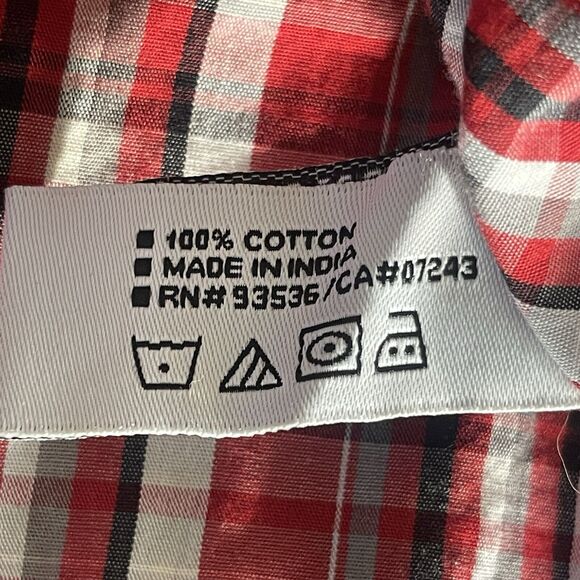 100% COTTON
MADE IN INDIA
RN# 93536/CA#07243